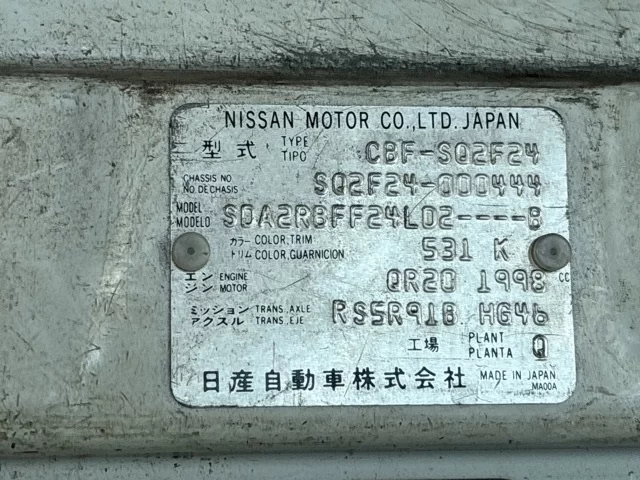 NISSAN MOTOR CO.,LTD. JAPAN
型式 TYPE TIPO CBF-SQ2F24
CHASSIS NO. NO DE CHASIS SQ2F24-000444
MODEL MODELO SDA2RBFF24LD2----B
カラー COLOR,TRIM トリム COLOR,GUARNICION 531 K
エンジン ENGINE MOTOR QR20 1998 CC
ミッション TRANS. AXLE アクスル TRANS. EJE RS5R91B HG46
工場 PLANT PLANTA Q
日産自動車株式会社 MADE IN JAPAN
MA00A